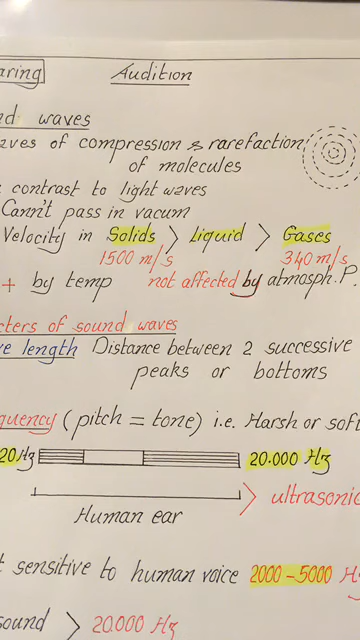 aring Audition
nd waves
aves of compression & rarefaction
of molecules
contrast to light waves
Cann't pass in vacum
Velocity in Solids > Liquid > Gases
1500 m/s 340 m/s
+ by temp not affected by atmosph.P.
cters of sound waves
ve length Distance between 2 successive
peaks or bottoms
quency (pitch = tone) i.e. Harsh or soft
20 Hz 20.000 Hz
> ultrasonic
Human ear
t sensitive to human voice 2000-5000 H
sound > 20.000 Hz